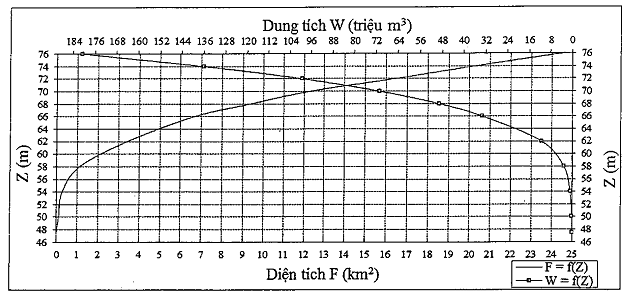 Dung tích W (triệu m³)
184 176 168 160 152 144 136 128 120 112 104 96 88 80 72 64 56 48 40 32 24 16 8 0
76 76
74 74
72 72
70 70
68 68
66 66
64 64
62 62
60 60
58 58
56 56
54 54
52 52
50 50
48 48
46 46
Z (m)
Z (m)
0 1 2 3 4 5 6 7 8 9 10 11 12 13 14 15 16 17 18 19 20 21 22 23 24 25
Diện tích F (km²)
F = f(Z)
W = f(Z)